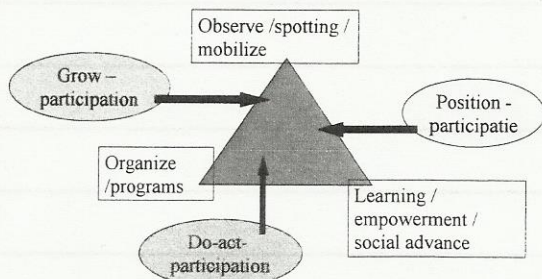 Observe /spotting /
mobilize
Grow –
participation
Position -
participatie
Organize
/programs
Learning /
empowerment /
social advance
Do-act-
participation